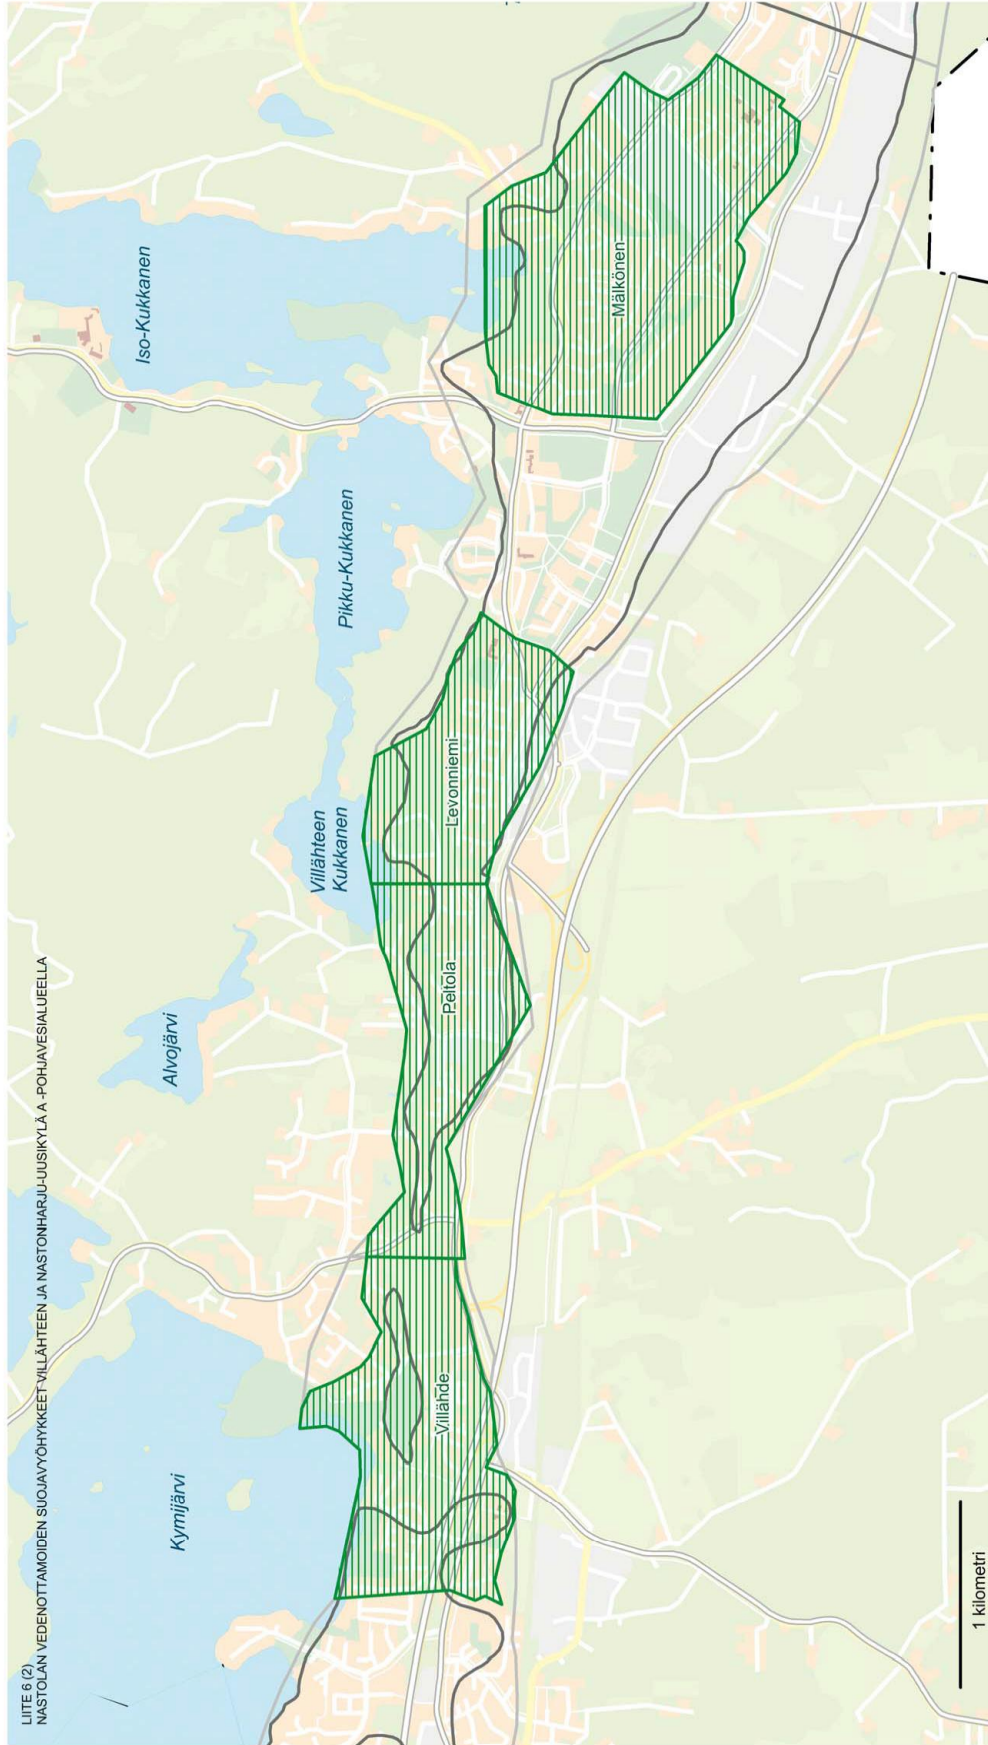 LIITE 6 (2)
NASTOLAN VEDENOTTAMOIDEN SUOJAVYÖHYKKEET VILLÄHTEEN JA NASTONHARJU-UUSIKYLÄ A -POHJAVESIALUEELLA
Kymijärvi
Alvojärvi
Villähteen
Kukkanen
Pikku-Kukkanen
Iso-Kukkanen
Villähde
Peltola
Levonniemi
Mälkönen
1 kilometri